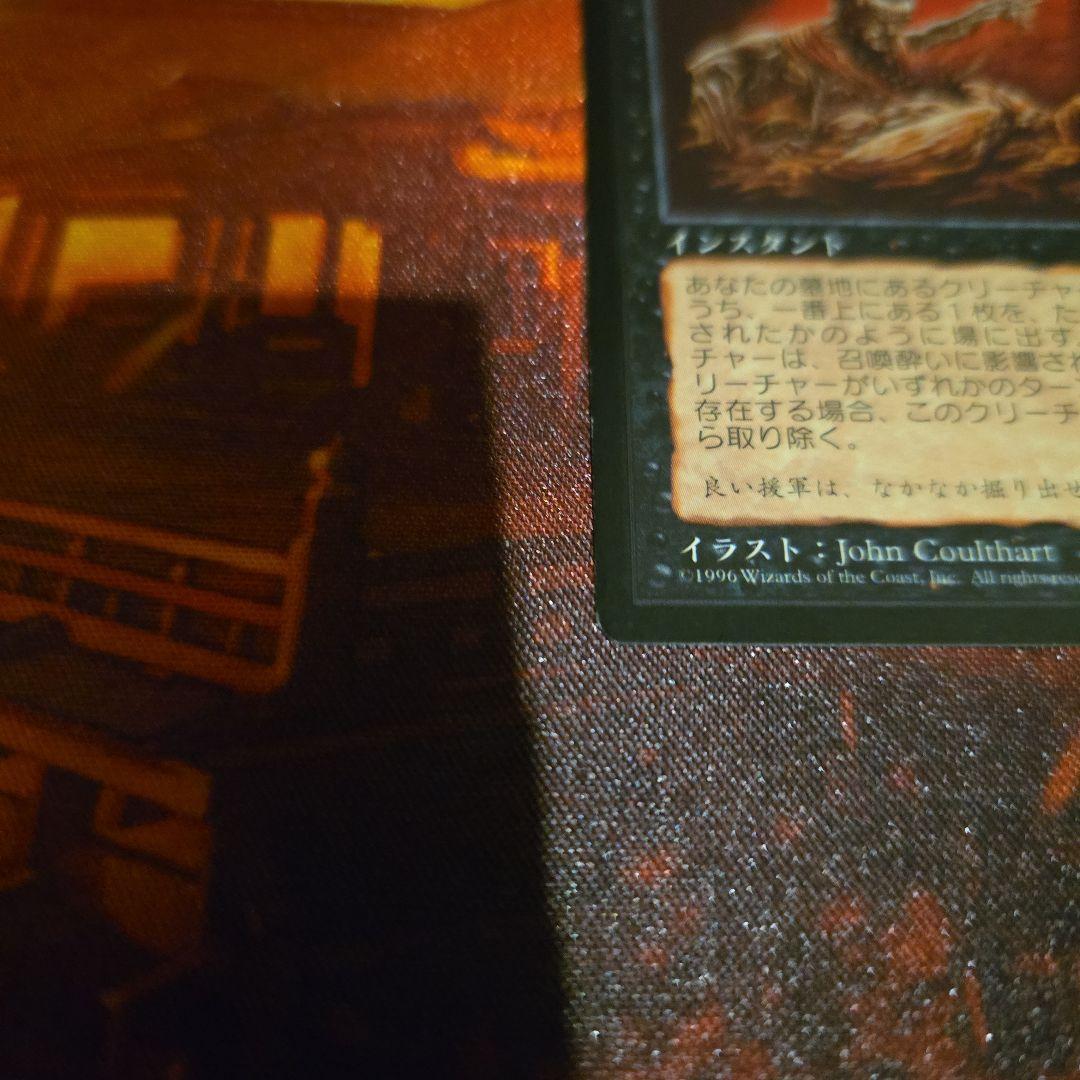 インスタント
あなたの墓地にあるクリーチャ
うち、一番上にある1枚を、た
されたかのように場に出す
チャーは、召喚酔いに影響され
リーチャーがいずれかのター
存在する場合、このクリーチ
ら取り除く。
良い援軍は、なかなか掘り出せ
イラスト：John Coulthart
©1996 Wizards of the Coast, Inc. All rights rese